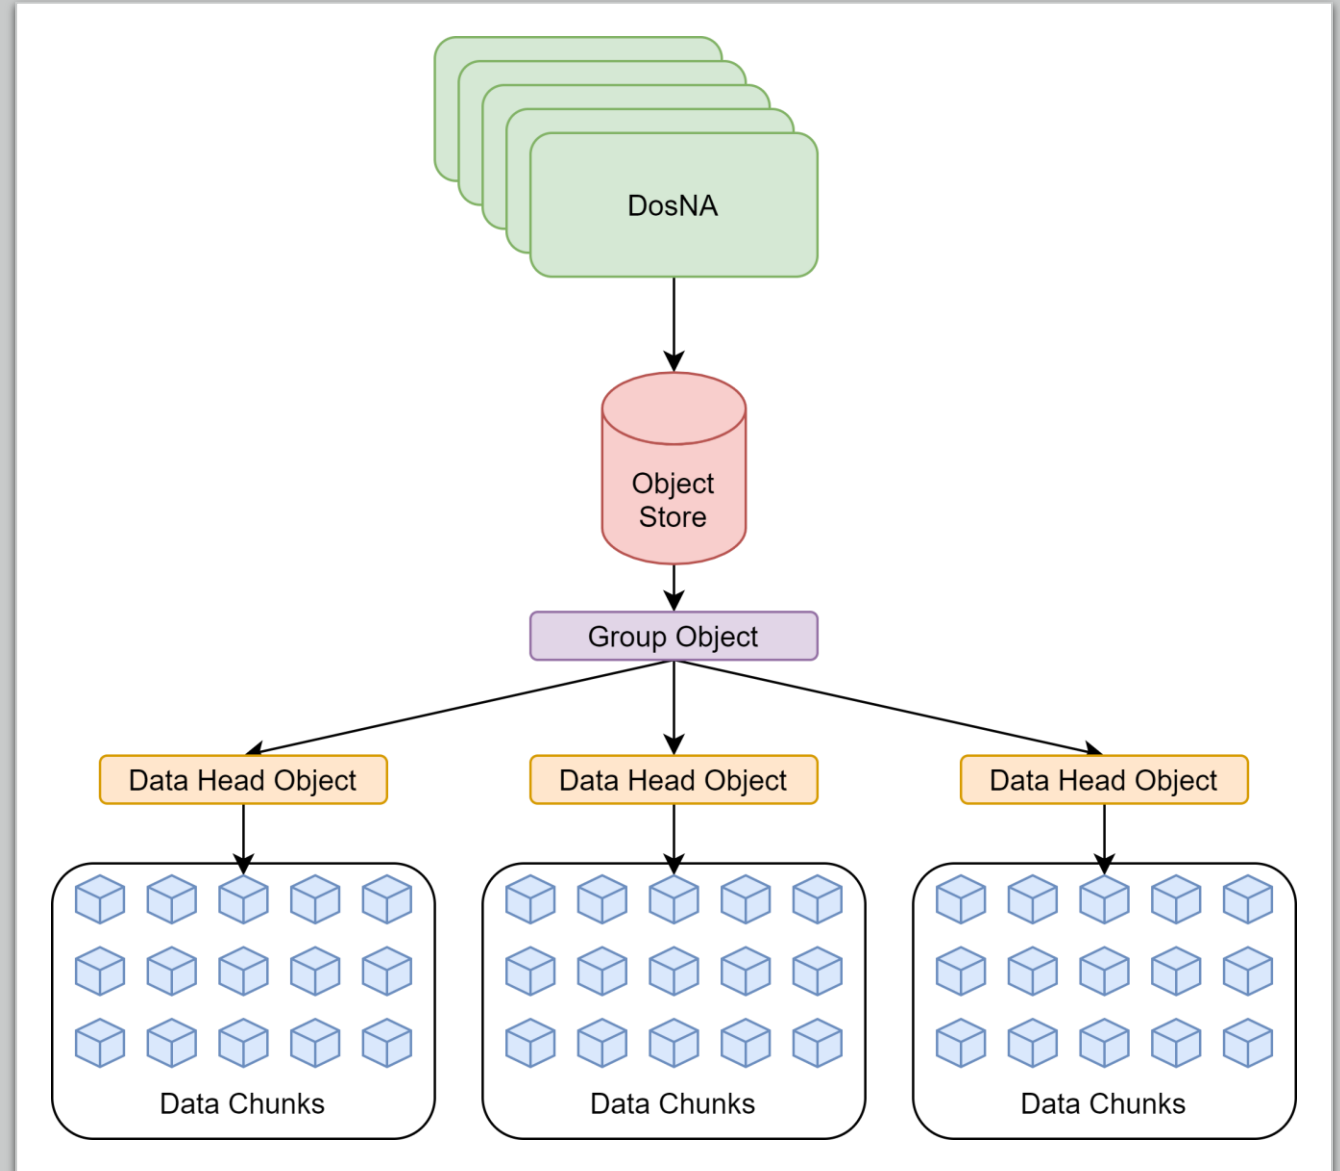 DosNA
Object
Store
Group Object
Data Head Object
Data Head Object
Data Head Object
Data Chunks
Data Chunks
Data Chunks